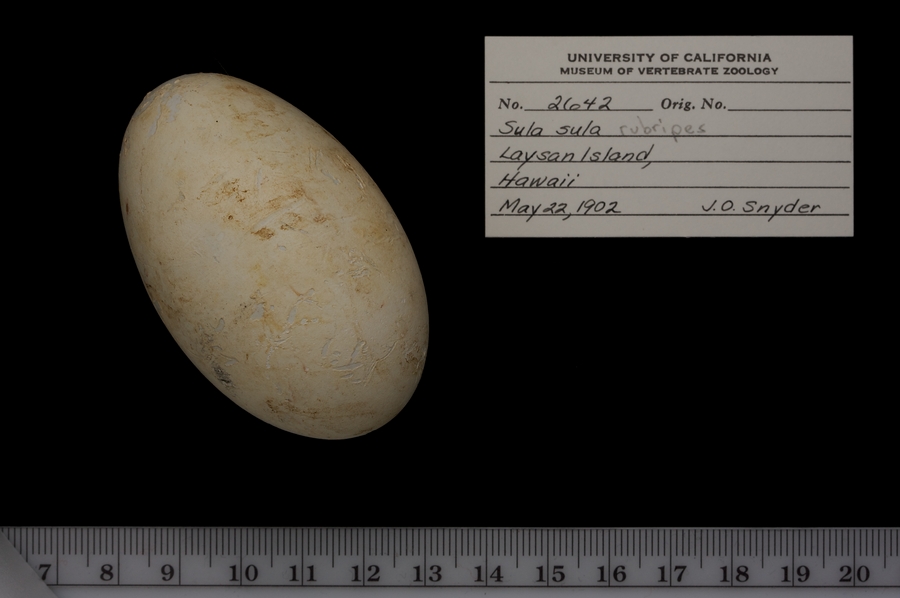 UNIVERSITY OF CALIFORNIA
MUSEUM OF VERTEBRATE ZOOLOGY
No. 2642 Orig. No.
Sula sula rubripes
Laysan Island,
Hawaii
May 22, 1902 J.O. Snyder
7 8 9 10 11 12 13 14 15 16 17 18 19 20